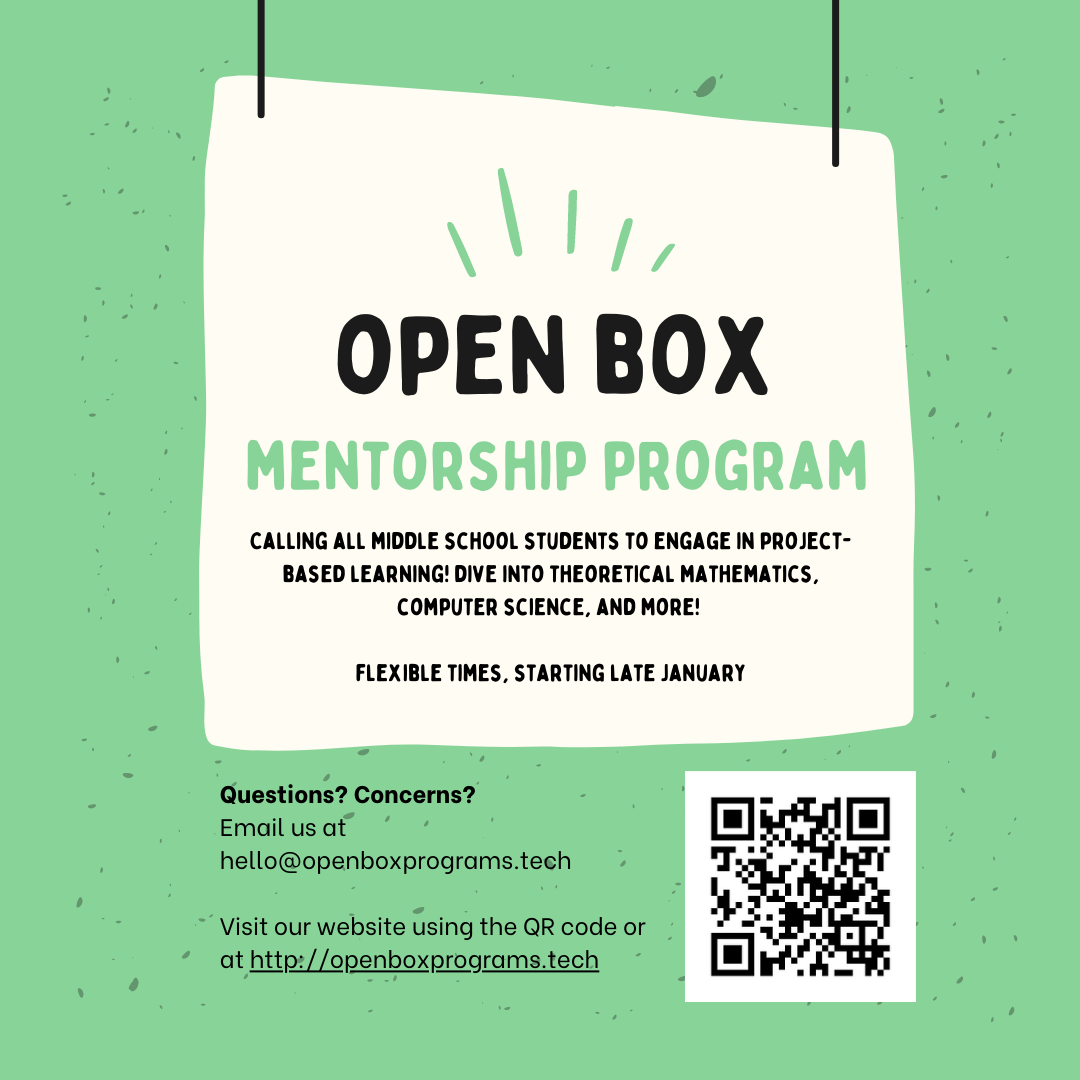 OPEN BOX
MENTORSHIP PROGRAM
CALLING ALL MIDDLE SCHOOL STUDENTS TO ENGAGE IN PROJECT-
BASED LEARNING! DIVE INTO THEORETICAL MATHEMATICS,
COMPUTER SCIENCE, AND MORE!
FLEXIBLE TIMES, STARTING LATE JANUARY
Questions? Concerns?
Email us at
hello@openboxprograms.tech
Visit our website using the QR code or
at http://openboxprograms.tech